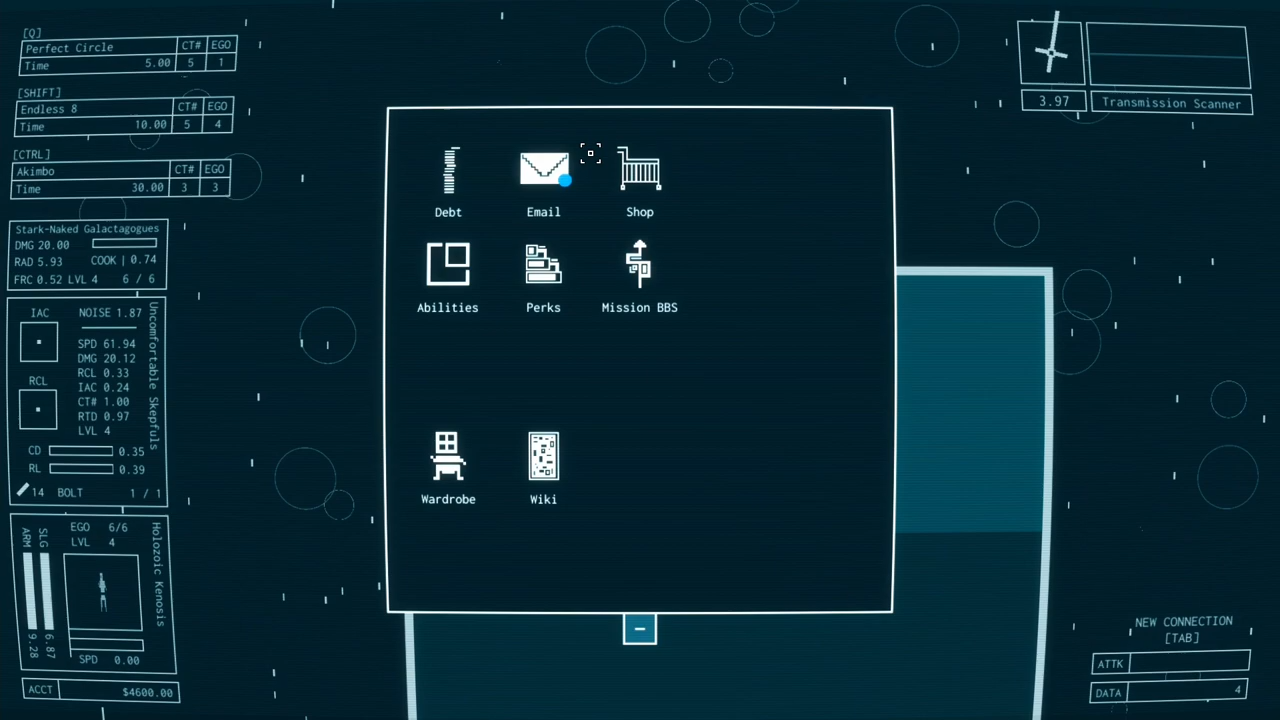 [Q]
Perfect Circle CT# EGO
Time 5.00 5 1
[SHIFT]
Endless 8 CT# EGO
Time 10.00 5 4
[CTRL]
Akimbo CT# EGO
Time 30.00 3 3
Stark-Naked Galactagogues
DMG 20.00
RAD 5.93 COOK | 0.74
FRC 0.52 LVL 4 6 / 6
IAC NOISE 1.87
SPD 61.94
DMG 20.12
RCL RCL 0.33
IAC 0.24
CT# 1.00
RTD 0.97
LVL 4
CD 0.35
RL 0.39
14 BOLT 1 / 1
Uncomfortable Skepfuls
EGO 6/6
LVL 4
ARM SLG
9.28 6.87
SPD 0.00
Holozoic Kenosis
ACCT $4600.00
Debt Email Shop
Abilities Perks Mission BBS
Wardrobe Wiki
3.97 Transmission Scanner
NEW CONNECTION
[TAB]
ATTK
DATA 4